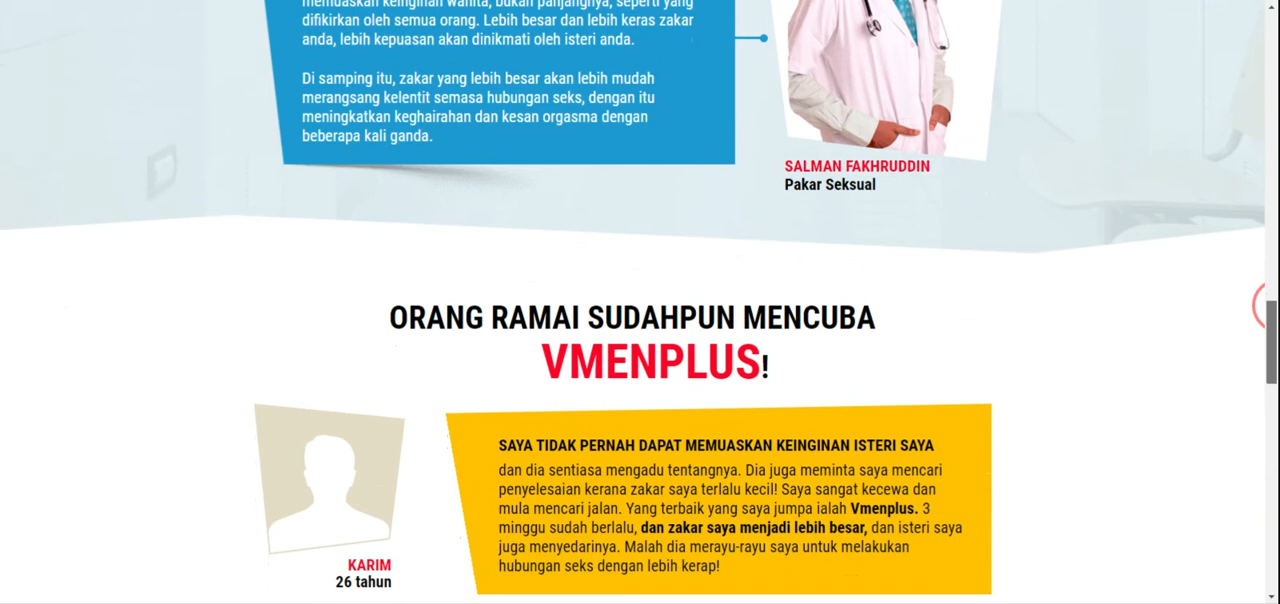 memuaskan keinginan wanita, bukan panjangnya, seperti yang
difikirkan oleh semua orang. Lebih besar dan lebih keras zakar
anda, lebih kepuasan akan dinikmati oleh isteri anda.
Di samping itu, zakar yang lebih besar akan lebih mudah
merangsang kelentit semasa hubungan seks, dengan itu
meningkatkan keghairahan dan kesan orgasma dengan
beberapa kali ganda.
SALMAN FAKHRUDDIN
Pakar Seksual
ORANG RAMAI SUDAHPUN MENCUBA
VMENPLUS!
SAYA TIDAK PERNAH DAPAT MEMUASKAN KEINGINAN ISTERI SAYA
dan dia sentiasa mengadu tentangnya. Dia juga meminta saya mencari
penyelesaian kerana zakar saya terlalu kecil! Saya sangat kecewa dan
mula mencari jalan. Yang terbaik yang saya jumpa ialah Vmenplus. 3
minggu sudah berlalu, dan zakar saya menjadi lebih besar, dan isteri saya
juga menyedarinya. Malah dia merayu-rayu saya untuk melakukan
hubungan seks dengan lebih kerap!
KARIM
26 tahun